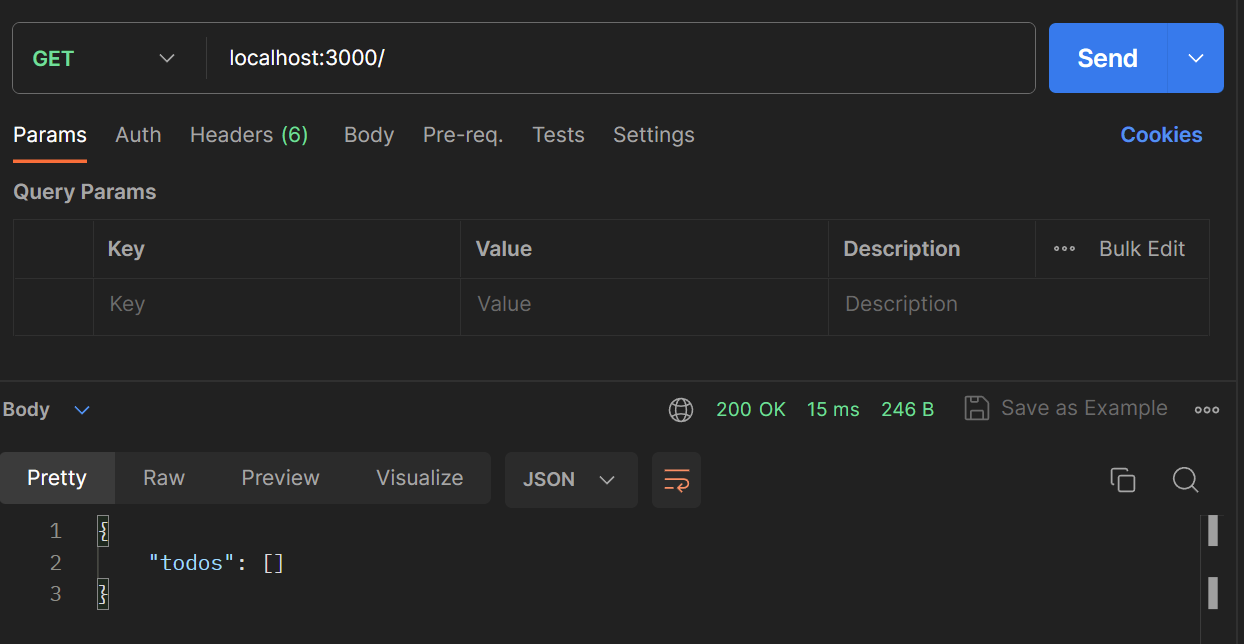 GET localhost:3000/ Send
Params Auth Headers (6) Body Pre-req. Tests Settings Cookies
Query Params
Key Value Description Bulk Edit
Key Value Description
Body 200 OK 15 ms 246 B Save as Example
Pretty Raw Preview Visualize JSON
1 {
2 "todos": []
3 }